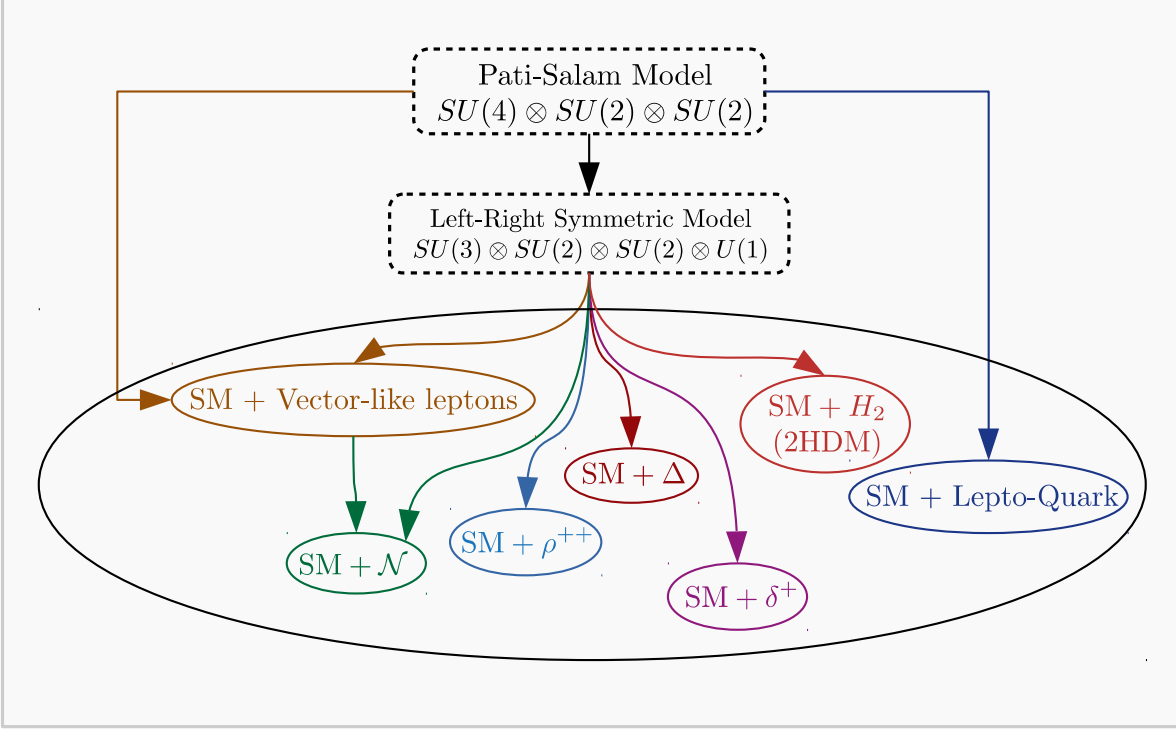 Pati-Salam Model
SU(4) ⊗ SU(2) ⊗ SU(2)
Left-Right Symmetric Model
SU(3) ⊗ SU(2) ⊗ SU(2) ⊗ U(1)
SM + Vector-like leptons
SM + H₂
(2HDM)
SM + Δ
SM + Lepto-Quark
SM + ρ⁺⁺
SM + 𝒩
SM + δ⁺